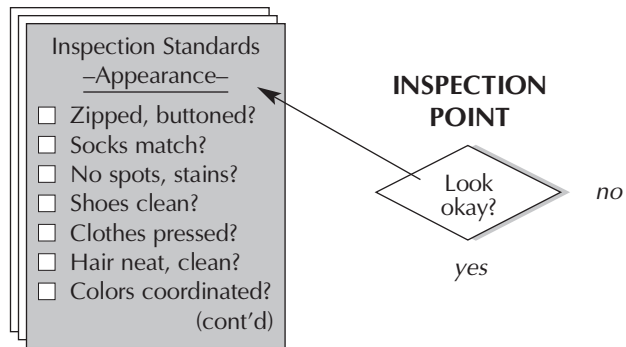 Inspection Standards
–Appearance–
☐ Zipped, buttoned?
☐ Socks match?
☐ No spots, stains?
☐ Shoes clean?
☐ Clothes pressed?
☐ Hair neat, clean?
☐ Colors coordinated?
(cont’d)
INSPECTION
POINT
Look
okay?
no
yes